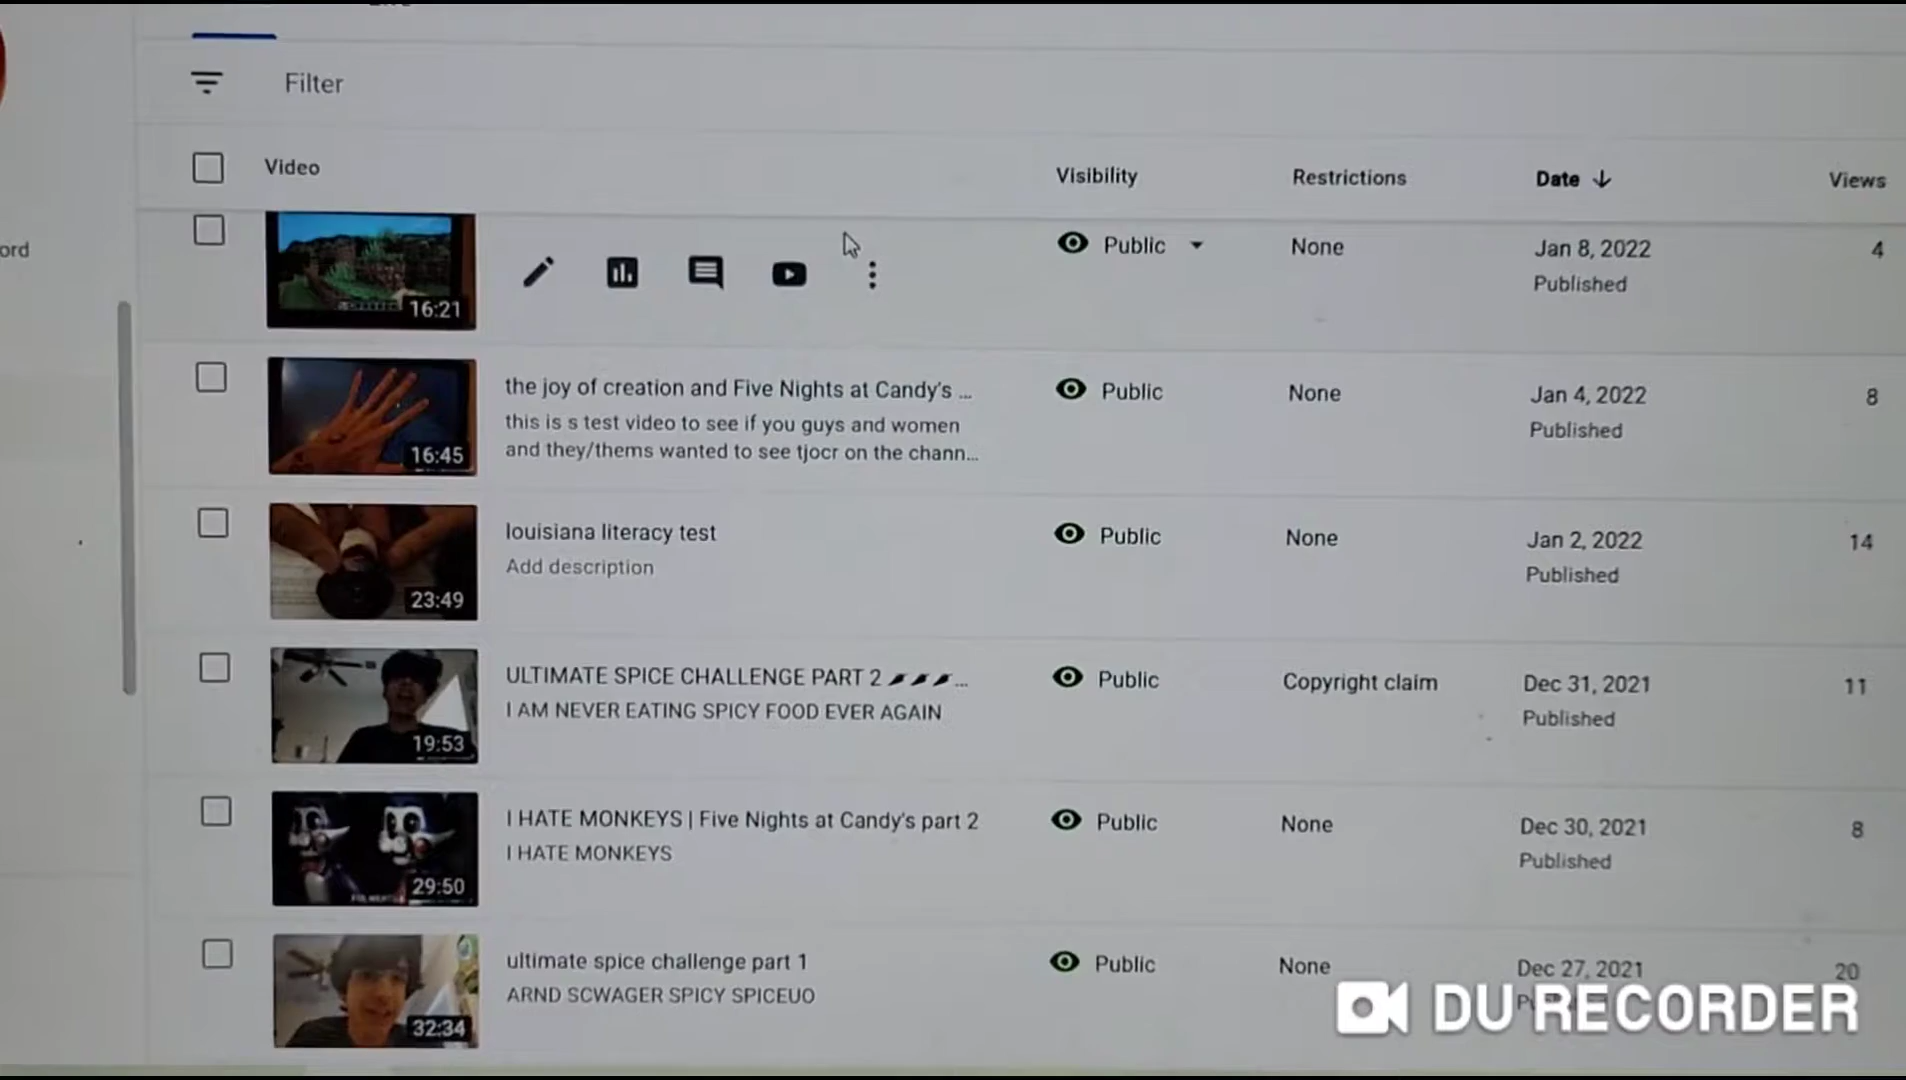 Filter
Video
Visibility
Restrictions
Date
Views
ord
16:21
Public
None
Jan 8, 2022
Published
4
16:45
the joy of creation and Five Nights at Candy's ...
this is s test video to see if you guys and women
and they/thems wanted to see tjocr on the chann...
Public
None
Jan 4, 2022
Published
8
23:49
louisiana literacy test
Add description
Public
None
Jan 2, 2022
Published
14
19:53
ULTIMATE SPICE CHALLENGE PART 2 🌶🌶🌶...
I AM NEVER EATING SPICY FOOD EVER AGAIN
Public
Copyright claim
Dec 31, 2021
Published
11
29:50
I HATE MONKEYS | Five Nights at Candy's part 2
I HATE MONKEYS
Public
None
Dec 30, 2021
Published
8
32:34
ultimate spice challenge part 1
ARND SCWAGER SPICY SPICEUO
Public
None
Dec 27, 2021
20
DU RECORDER